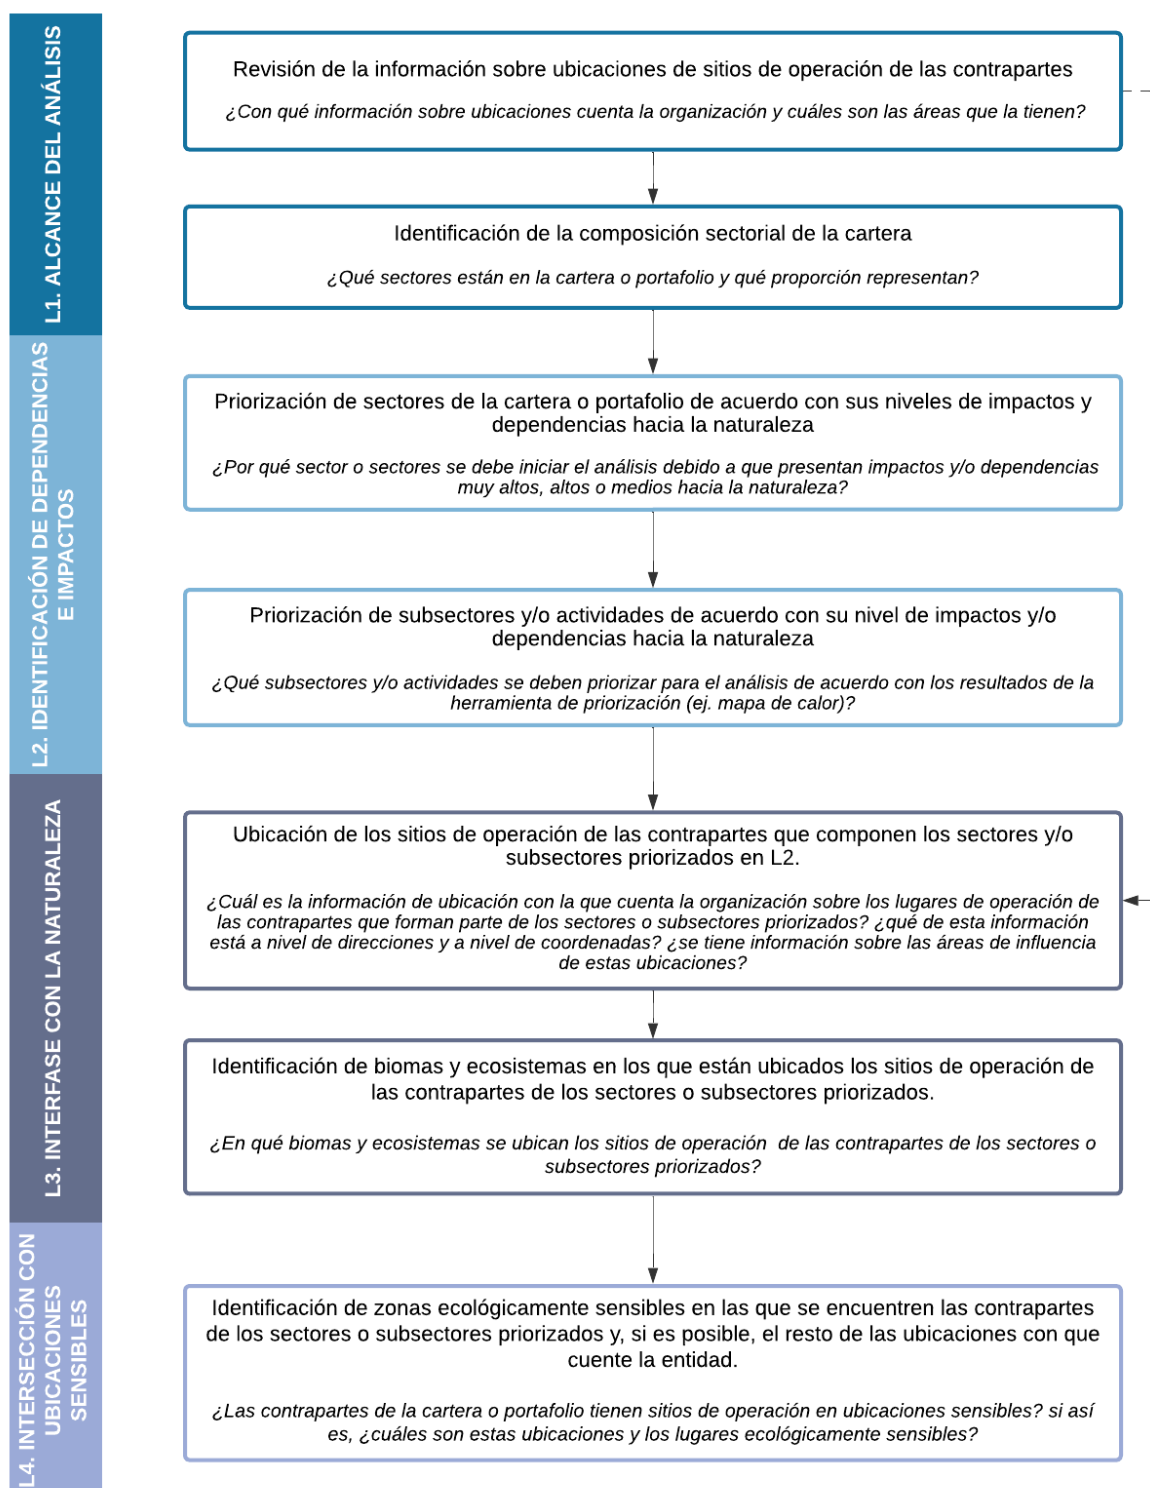 L1. ALCANCE DEL ANÁLISIS
Revisión de la información sobre ubicaciones de sitios de operación de las contrapartes
¿Con qué información sobre ubicaciones cuenta la organización y cuáles son las áreas que la tienen?
Identificación de la composición sectorial de la cartera
¿Qué sectores están en la cartera o portafolio y qué proporción representan?
L2. IDENTIFICACIÓN DE DEPENDENCIAS
E IMPACTOS
Priorización de sectores de la cartera o portafolio de acuerdo con sus niveles de impactos y
dependencias hacia la naturaleza
¿Por qué sector o sectores se debe iniciar el análisis debido a que presentan impactos y/o dependencias
muy altos, altos o medios hacia la naturaleza?
Priorización de subsectores y/o actividades de acuerdo con su nivel de impactos y/o
dependencias hacia la naturaleza
¿Qué subsectores y/o actividades se deben priorizar para el análisis de acuerdo con los resultados de la
herramienta de priorización (ej. mapa de calor)?
L3. INTERFASE CON LA NATURALEZA
Ubicación de los sitios de operación de las contrapartes que componen los sectores y/o
subsectores priorizados en L2.
¿Cuál es la información de ubicación con la que cuenta la organización sobre los lugares de operación de
las contrapartes que forman parte de los sectores o subsectores priorizados? ¿qué de esta información
está a nivel de direcciones y a nivel de coordenadas? ¿se tiene información sobre las áreas de influencia
de estas ubicaciones?
Identificación de biomas y ecosistemas en los que están ubicados los sitios de operación de
las contrapartes de los sectores o subsectores priorizados.
¿En qué biomas y ecosistemas se ubican los sitios de operación de las contrapartes de los sectores o
subsectores priorizados?
L4. INTERSECCIÓN CON
UBICACIONES
SENSIBLES
Identificación de zonas ecológicamente sensibles en las que se encuentren las contrapartes
de los sectores o subsectores priorizados y, si es posible, el resto de las ubicaciones con que
cuente la entidad.
¿Las contrapartes de la cartera o portafolio tienen sitios de operación en ubicaciones sensibles? si así
es, ¿cuáles son estas ubicaciones y los lugares ecológicamente sensibles?